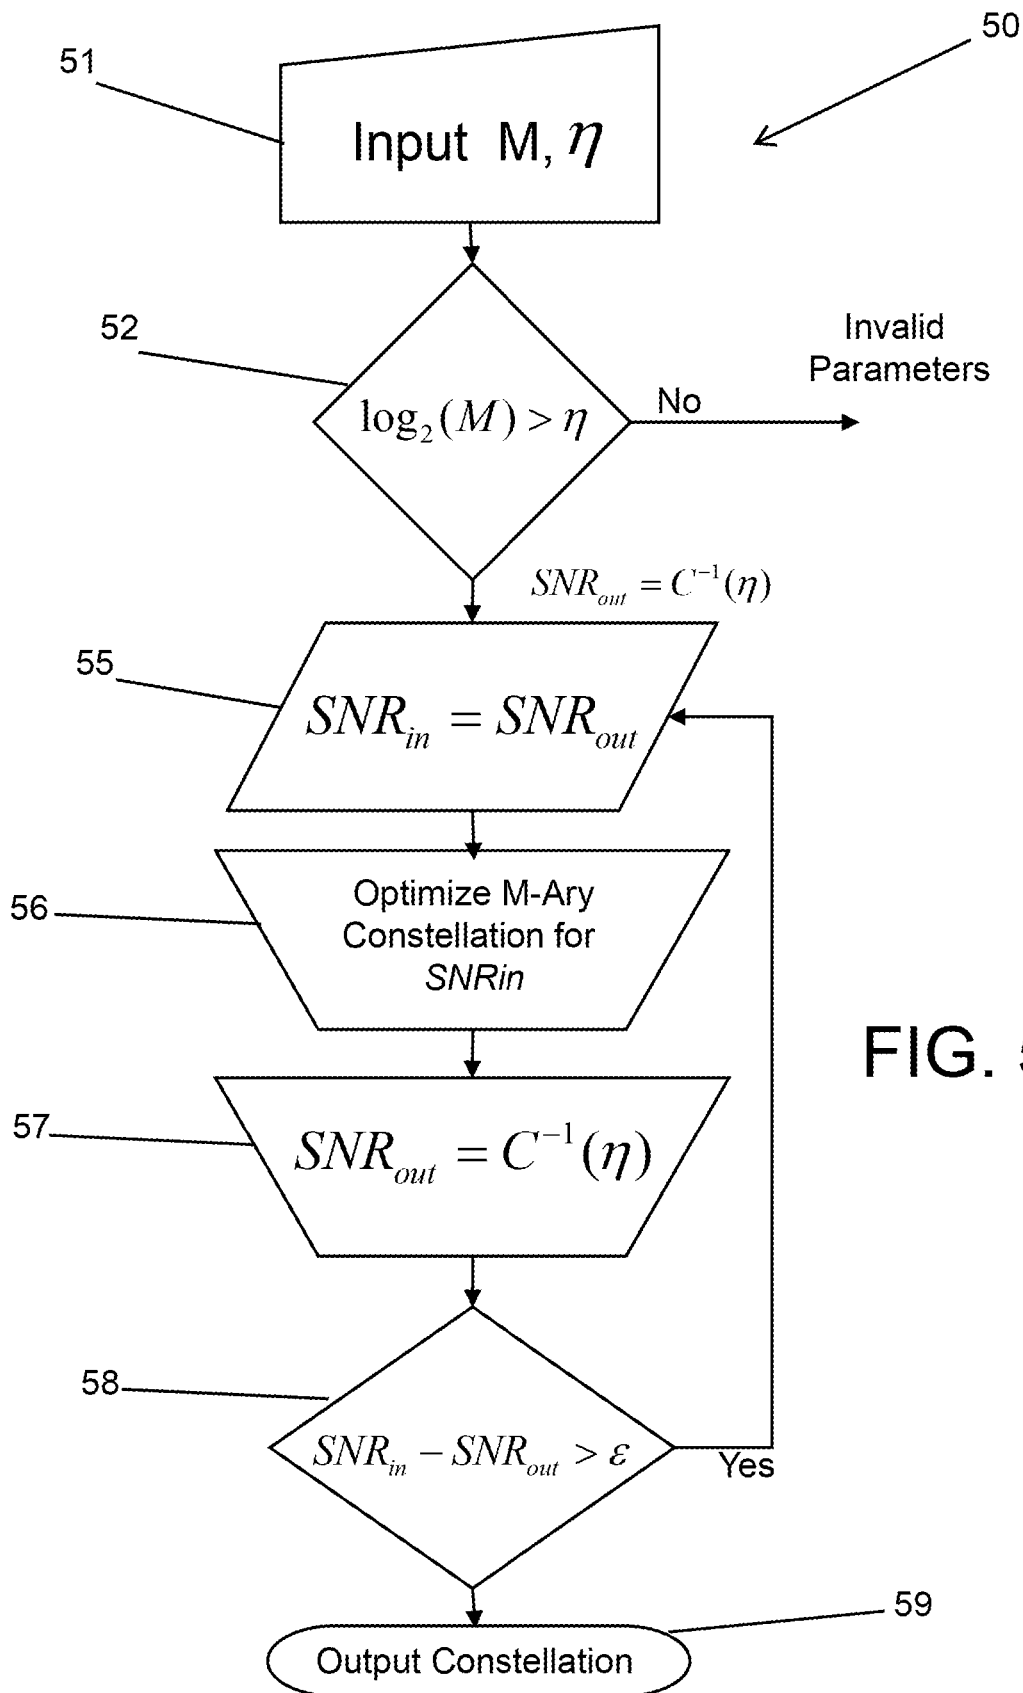 50
51
Input M, η
52
log₂(M) > η
No
Invalid
Parameters
SNR_out = C⁻¹(η)
55
SNR_in = SNR_out
56
Optimize M-Ary
Constellation for
SNRin
57
SNR_out = C⁻¹(η)
FIG.
58
SNR_in − SNR_out > ε
Yes
59
Output Constellation